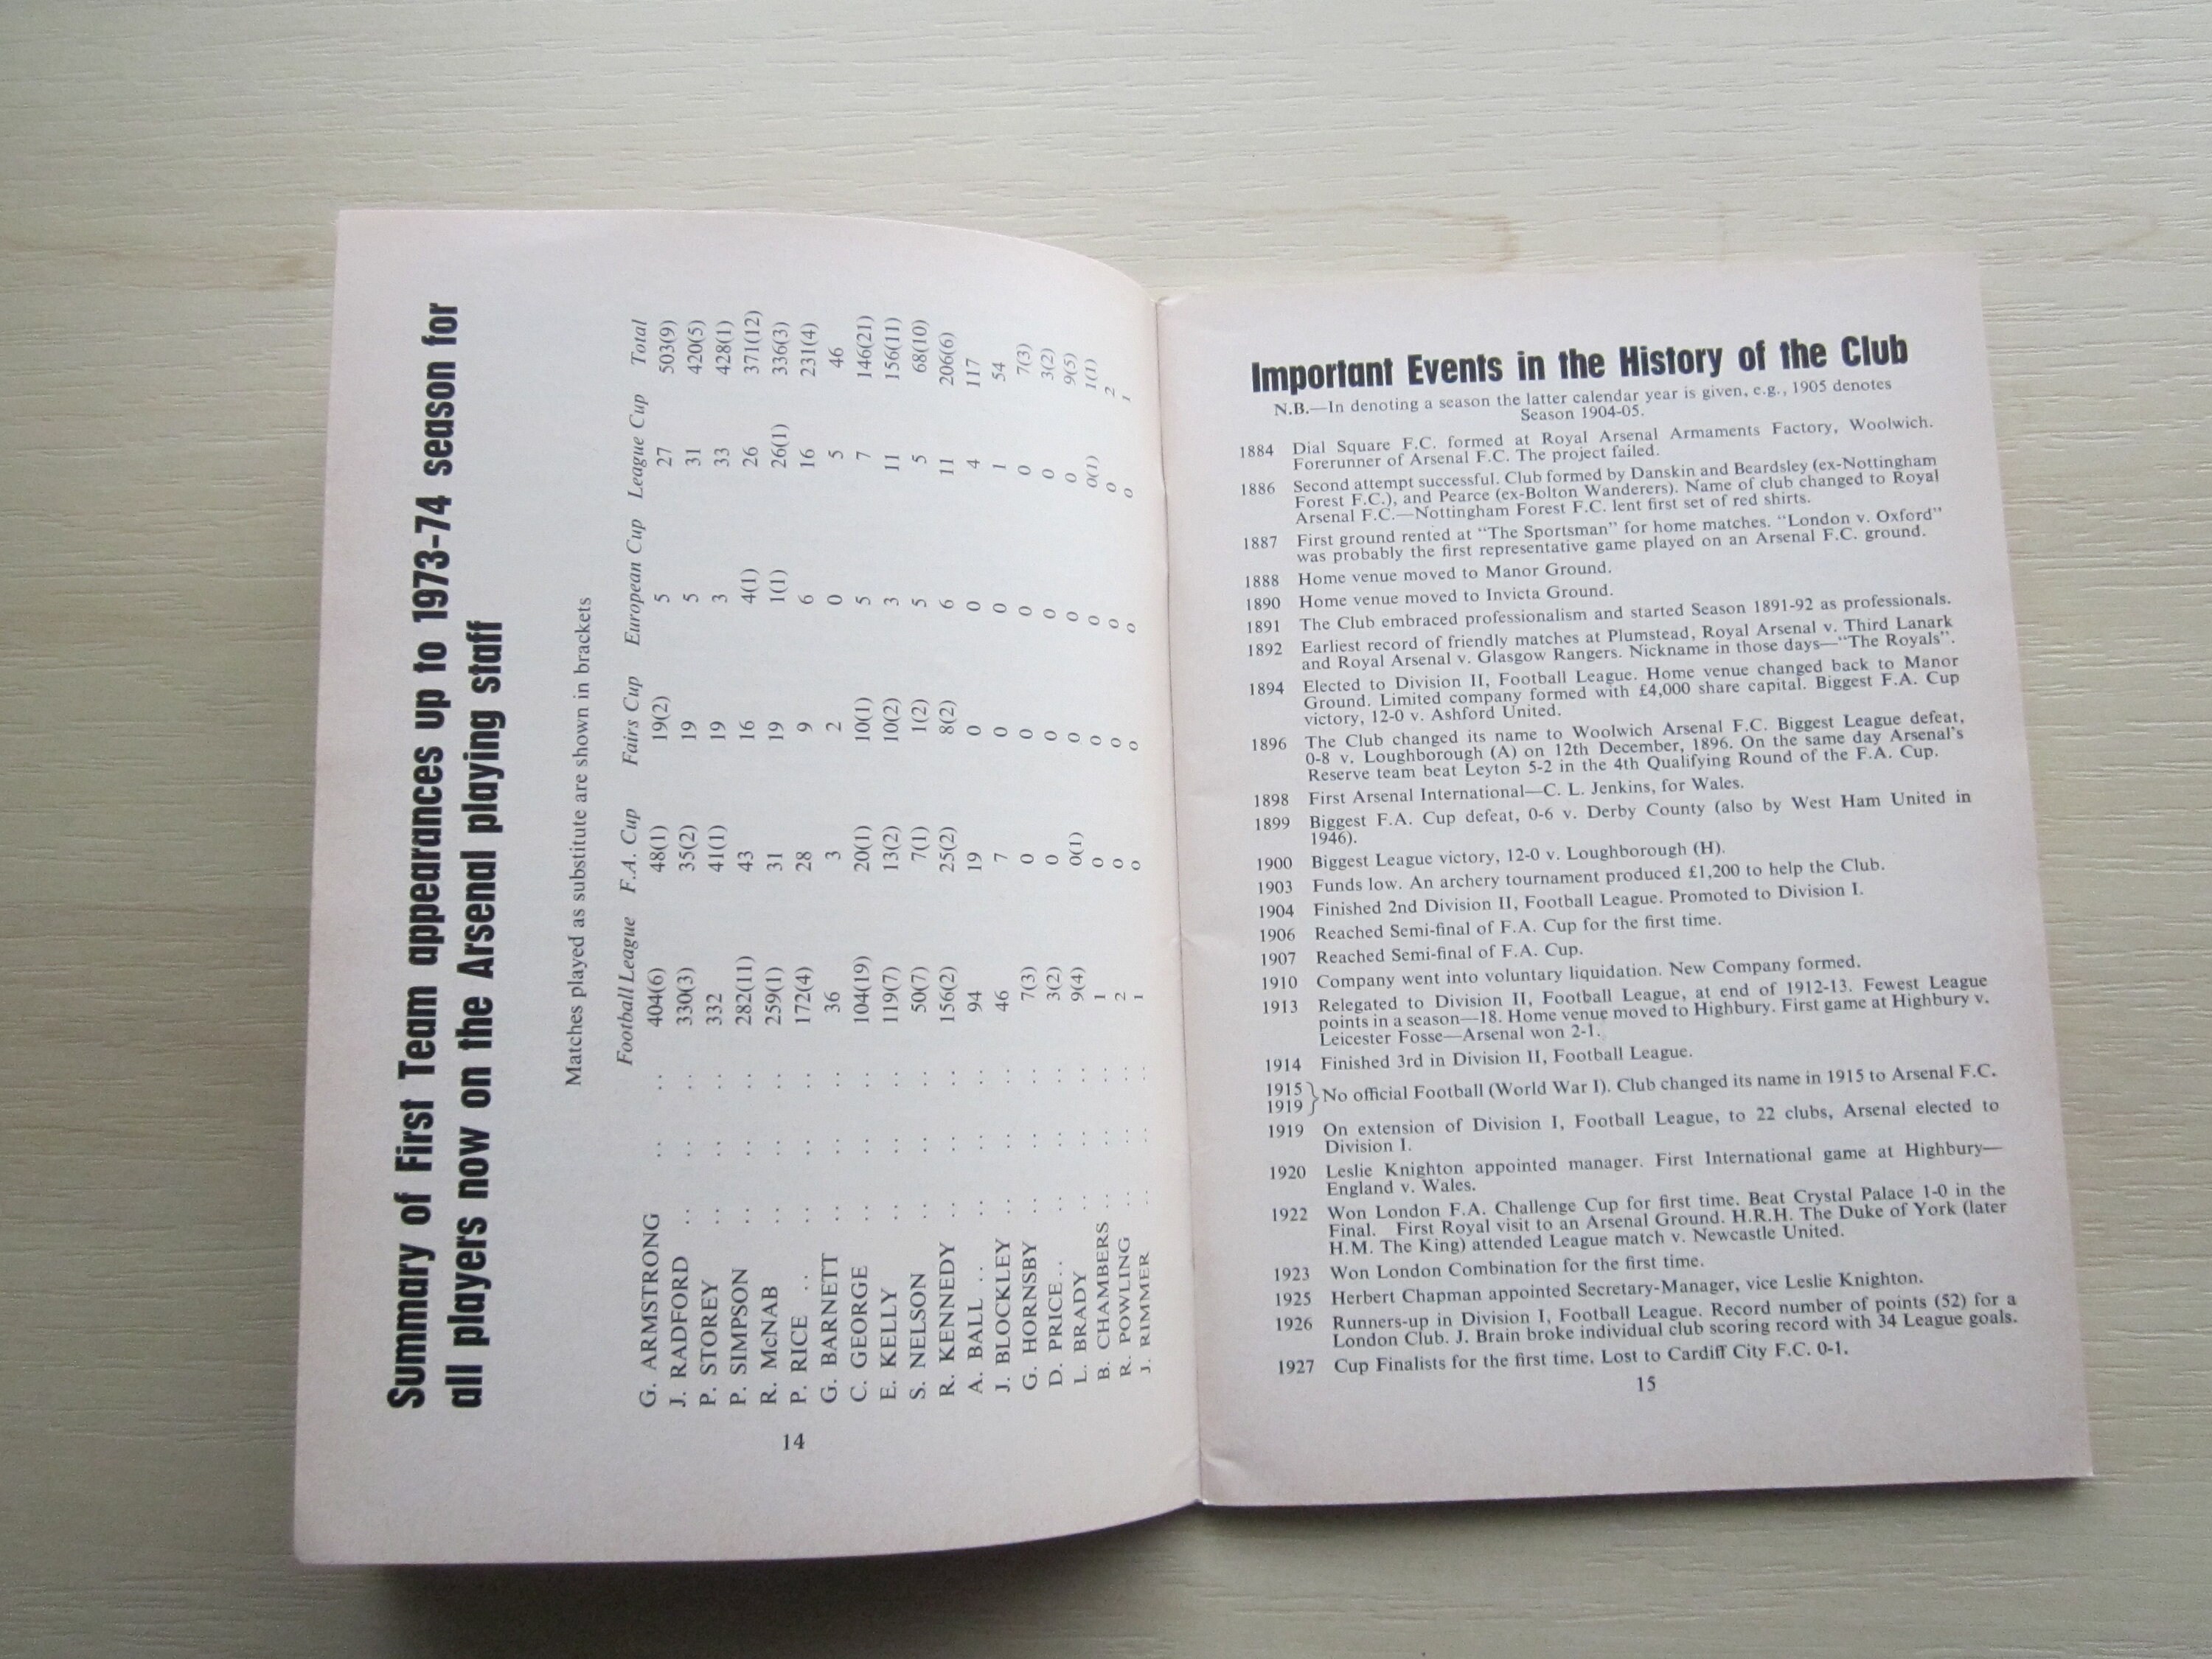 Summary of First Team appearances up to 1973-74 season for
all players now on the Arsenal playing staff
Matches played as substitute are shown in brackets
Football League F.A. Cup Fairs Cup European Cup League Cup Total
G. ARMSTRONG .. .. 404(6) 48(1) 19(2) 5 27 503(9)
J. RADFORD .. .. .. 330(3) 35(2) 19 5 31 420(5)
P. STOREY .. .. .. 332 41(1) 19 3 33 428(1)
P. SIMPSON .. .. .. 282(11) 43 16 4(1) 26 371(12)
R. McNAB .. .. .. 259(1) 31 19 1(1) 26(1) 336(3)
P. RICE .. .. .. .. 172(4) 28 9 6 16 231(4)
G. BARNETT .. .. .. 36 3 2 0 5 46
C. GEORGE .. .. .. 104(19) 20(1) 10(1) 5 7 146(21)
E. KELLY .. .. .. 119(7) 13(2) 10(2) 3 11 156(11)
S. NELSON .. .. .. 50(7) 7(1) 1(2) 5 5 68(10)
R. KENNEDY .. .. .. 156(2) 25(2) 8(2) 6 11 206(6)
A. BALL .. .. .. .. 94 19 0 0 4 117
J. BLOCKLEY .. .. .. 46 7 0 0 1 54
G. HORNSBY .. .. .. 7(3) 0 0 0 0 7(3)
D. PRICE .. .. .. .. 3(2) 0 0 0 0 3(2)
L. BRADY .. .. .. 9(4) 0(1) 0 0 0 9(5)
B. CHAMBERS .. .. .. 1 0 0 0 0(1) 1(1)
R. POWLING .. .. .. 2 0 0 0 0 2
J. RIMMER .. .. .. 1 0 0 0 0 1
14
Important Events in the History of the Club
N.B.—In denoting a season the latter calendar year is given, e.g., 1905 denotes
Season 1904-05.
1884 Dial Square F.C. formed at Royal Arsenal Armaments Factory, Woolwich.
Forerunner of Arsenal F.C. The project failed.
1886 Second attempt successful. Club formed by Danskin and Beardsley (ex-Nottingham
Forest F.C.), and Pearce (ex-Bolton Wanderers). Name of club changed to Royal
Arsenal F.C.—Nottingham Forest F.C. lent first set of red shirts.
1887 First ground rented at "The Sportsman" for home matches. "London v. Oxford"
was probably the first representative game played on an Arsenal F.C. ground.
1888 Home venue moved to Manor Ground.
1890 Home venue moved to Invicta Ground.
1891 The Club embraced professionalism and started Season 1891-92 as professionals.
1892 Earliest record of friendly matches at Plumstead, Royal Arsenal v. Third Lanark
and Royal Arsenal v. Glasgow Rangers. Nickname in those days—"The Royals".
1894 Elected to Division II, Football League. Home venue changed back to Manor
Ground. Limited company formed with £4,000 share capital. Biggest F.A. Cup
victory, 12-0 v. Ashford United.
1896 The Club changed its name to Woolwich Arsenal F.C. Biggest League defeat,
0-8 v. Loughborough (A) on 12th December, 1896. On the same day Arsenal's
Reserve team beat Leyton 5-2 in the 4th Qualifying Round of the F.A. Cup.
1898 First Arsenal International—C. L. Jenkins, for Wales.
1899 Biggest F.A. Cup defeat, 0-6 v. Derby County (also by West Ham United in
1946).
1900 Biggest League victory, 12-0 v. Loughborough (H).
1903 Funds low. An archery tournament produced £1,200 to help the Club.
1904 Finished 2nd Division II, Football League. Promoted to Division I.
1906 Reached Semi-final of F.A. Cup for the first time.
1907 Reached Semi-final of F.A. Cup.
1910 Company went into voluntary liquidation. New Company formed.
1913 Relegated to Division II, Football League, at end of 1912-13. Fewest League
points in a season—18. Home venue moved to Highbury. First game at Highbury v.
Leicester Fosse—Arsenal won 2-1.
1914 Finished 3rd in Division II, Football League.
1915
1919 } No official Football (World War I). Club changed its name in 1915 to Arsenal F.C.
1919 On extension of Division I, Football League, to 22 clubs, Arsenal elected to
Division I.
1920 Leslie Knighton appointed manager. First International game at Highbury—
England v. Wales.
1922 Won London F.A. Challenge Cup for first time. Beat Crystal Palace 1-0 in the
Final. First Royal visit to an Arsenal Ground. H.R.H. The Duke of York (later
H.M. The King) attended League match v. Newcastle United.
1923 Won London Combination for the first time.
1925 Herbert Chapman appointed Secretary-Manager, vice Leslie Knighton.
1926 Runners-up in Division I, Football League. Record number of points (52) for a
London Club. J. Brain broke individual club scoring record with 34 League goals.
1927 Cup Finalists for the first time. Lost to Cardiff City F.C. 0-1.
15